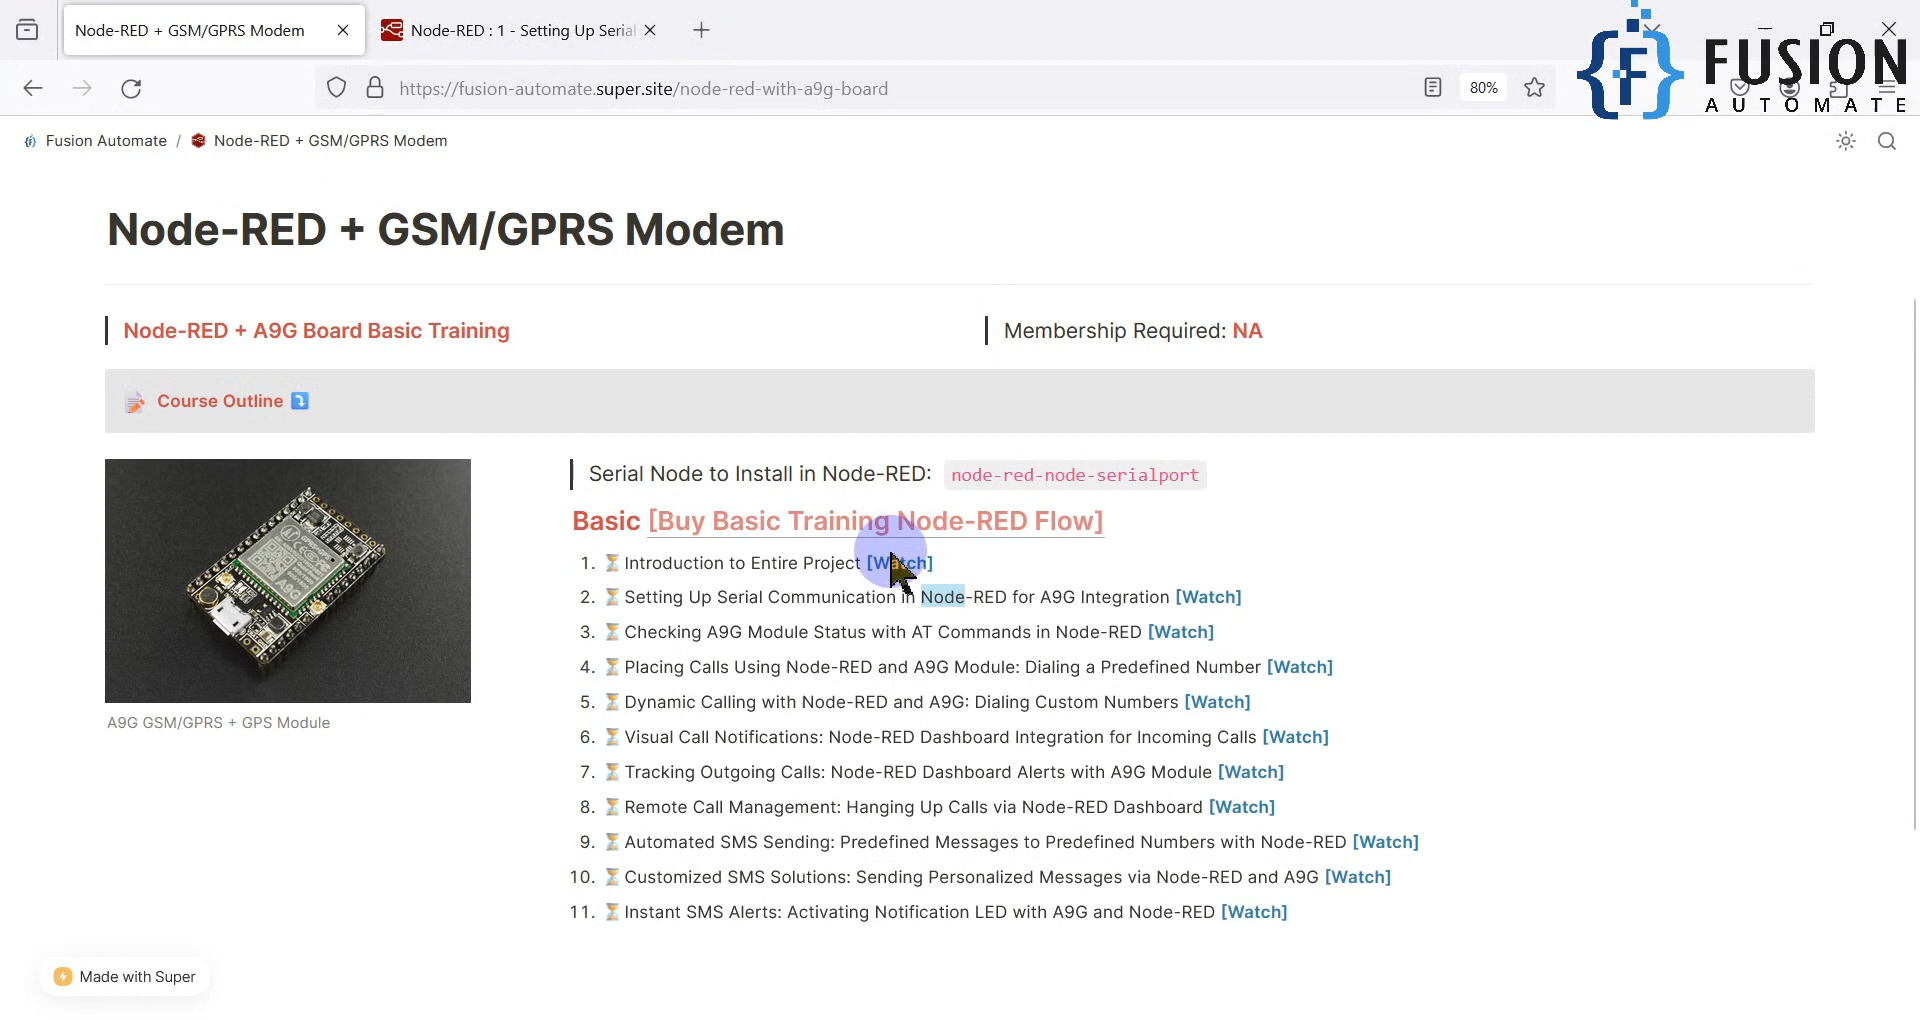 Node-RED + GSM/GPRS Modem
Node-RED : 1 - Setting Up Serial
https://fusion-automate.super.site/node-red-with-a9g-board
80%
FUSION
AUTOMATE
Fusion Automate / Node-RED + GSM/GPRS Modem
Node-RED + GSM/GPRS Modem
Node-RED + A9G Board Basic Training
Membership Required: NA
Course Outline
Serial Node to Install in Node-RED: node-red-node-serialport
Basic [Buy Basic Training Node-RED Flow]
1. Introduction to Entire Project [Watch]
2. Setting Up Serial Communication in Node-RED for A9G Integration [Watch]
3. Checking A9G Module Status with AT Commands in Node-RED [Watch]
4. Placing Calls Using Node-RED and A9G Module: Dialing a Predefined Number [Watch]
5. Dynamic Calling with Node-RED and A9G: Dialing Custom Numbers [Watch]
6. Visual Call Notifications: Node-RED Dashboard Integration for Incoming Calls [Watch]
7. Tracking Outgoing Calls: Node-RED Dashboard Alerts with A9G Module [Watch]
8. Remote Call Management: Hanging Up Calls via Node-RED Dashboard [Watch]
9. Automated SMS Sending: Predefined Messages to Predefined Numbers with Node-RED [Watch]
10. Customized SMS Solutions: Sending Personalized Messages via Node-RED and A9G [Watch]
11. Instant SMS Alerts: Activating Notification LED with A9G and Node-RED [Watch]
A9G GSM/GPRS + GPS Module
Made with Super